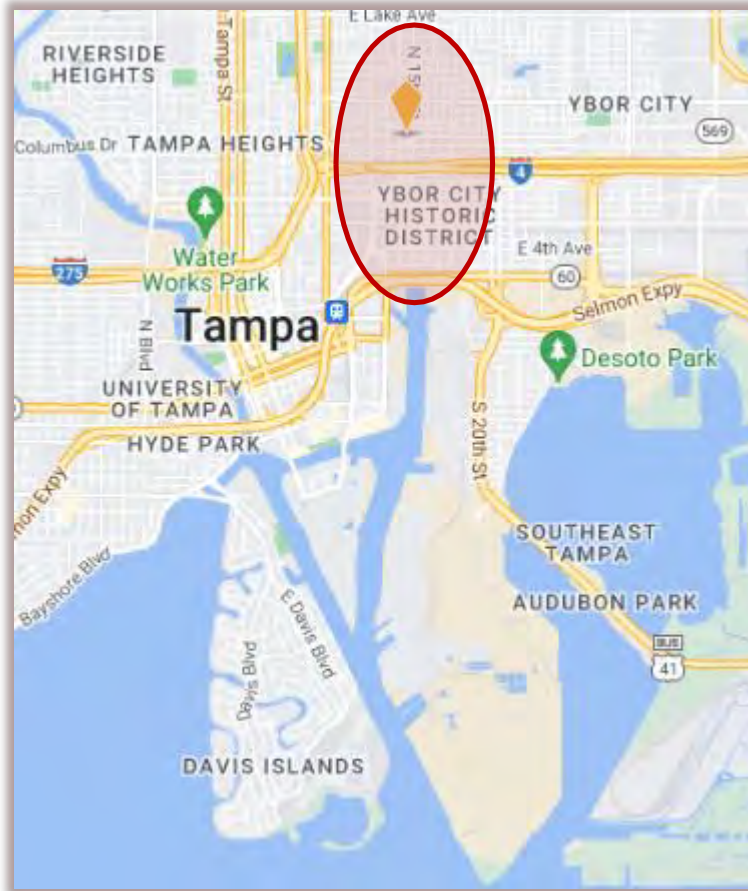 E Lake Ave
RIVERSIDE
HEIGHTS
Tampa St
N 15
YBOR CITY
569
Columbus Dr
TAMPA HEIGHTS
4
YBOR CITY
HISTORIC
DISTRICT
Water
Works Park
E 4th Ave
275
60
Selmon Expy
N Blvd
Tampa
Desoto Park
UNIVERSITY
OF TAMPA
HYDE PARK
S 20th St
mon Expy
SOUTHEAST
TAMPA
Bayshore Blvd
E Davis Blvd
AUDUBON PARK
BUS
41
Davis Blvd
DAVIS ISLANDS